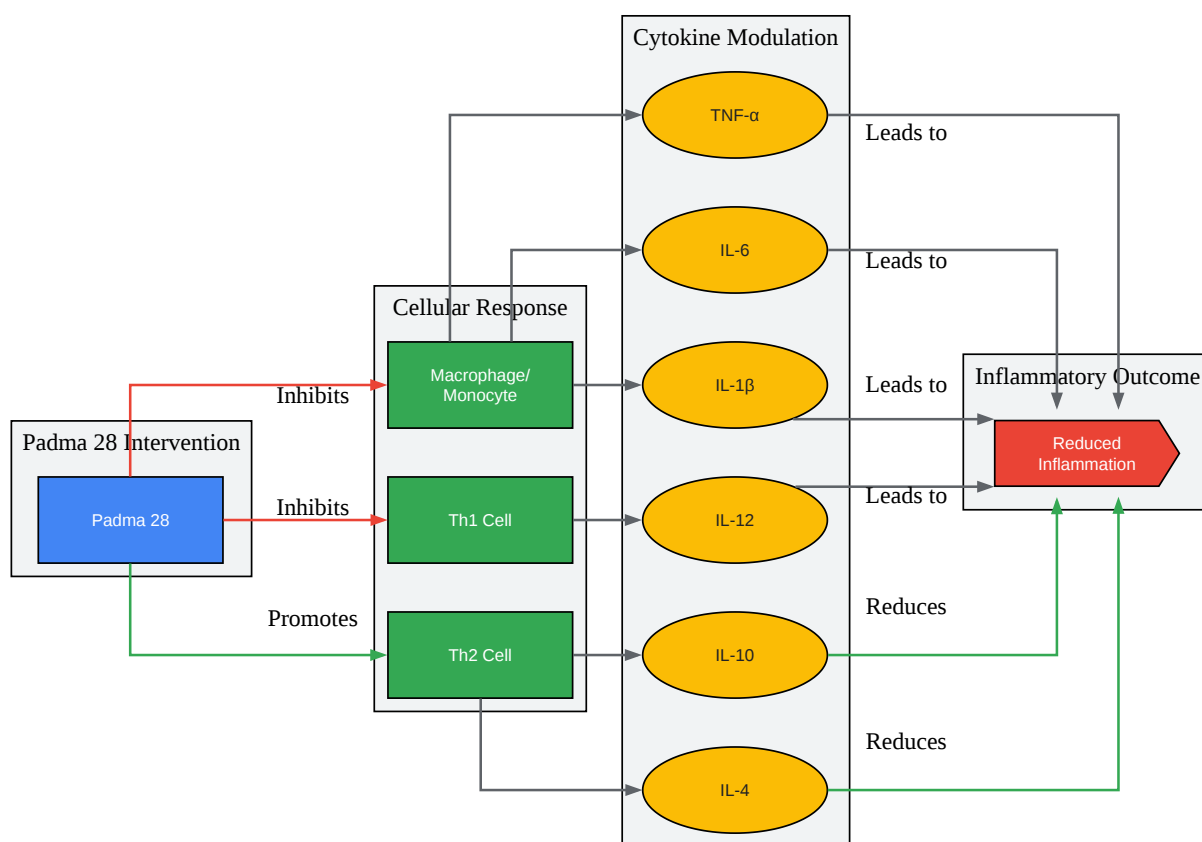 Cytokine Modulation
TNF-α
Leads to
IL-6
Leads to
Cellular Response
Macrophage/
Monocyte
IL-1β
Leads to
Inflammatory Outcome
Inhibits
Padma 28 Intervention
Reduced
Inflammation
Padma 28
Inhibits
Th1 Cell
IL-12
Leads to
Promotes
Th2 Cell
IL-10
Reduces
IL-4
Reduces